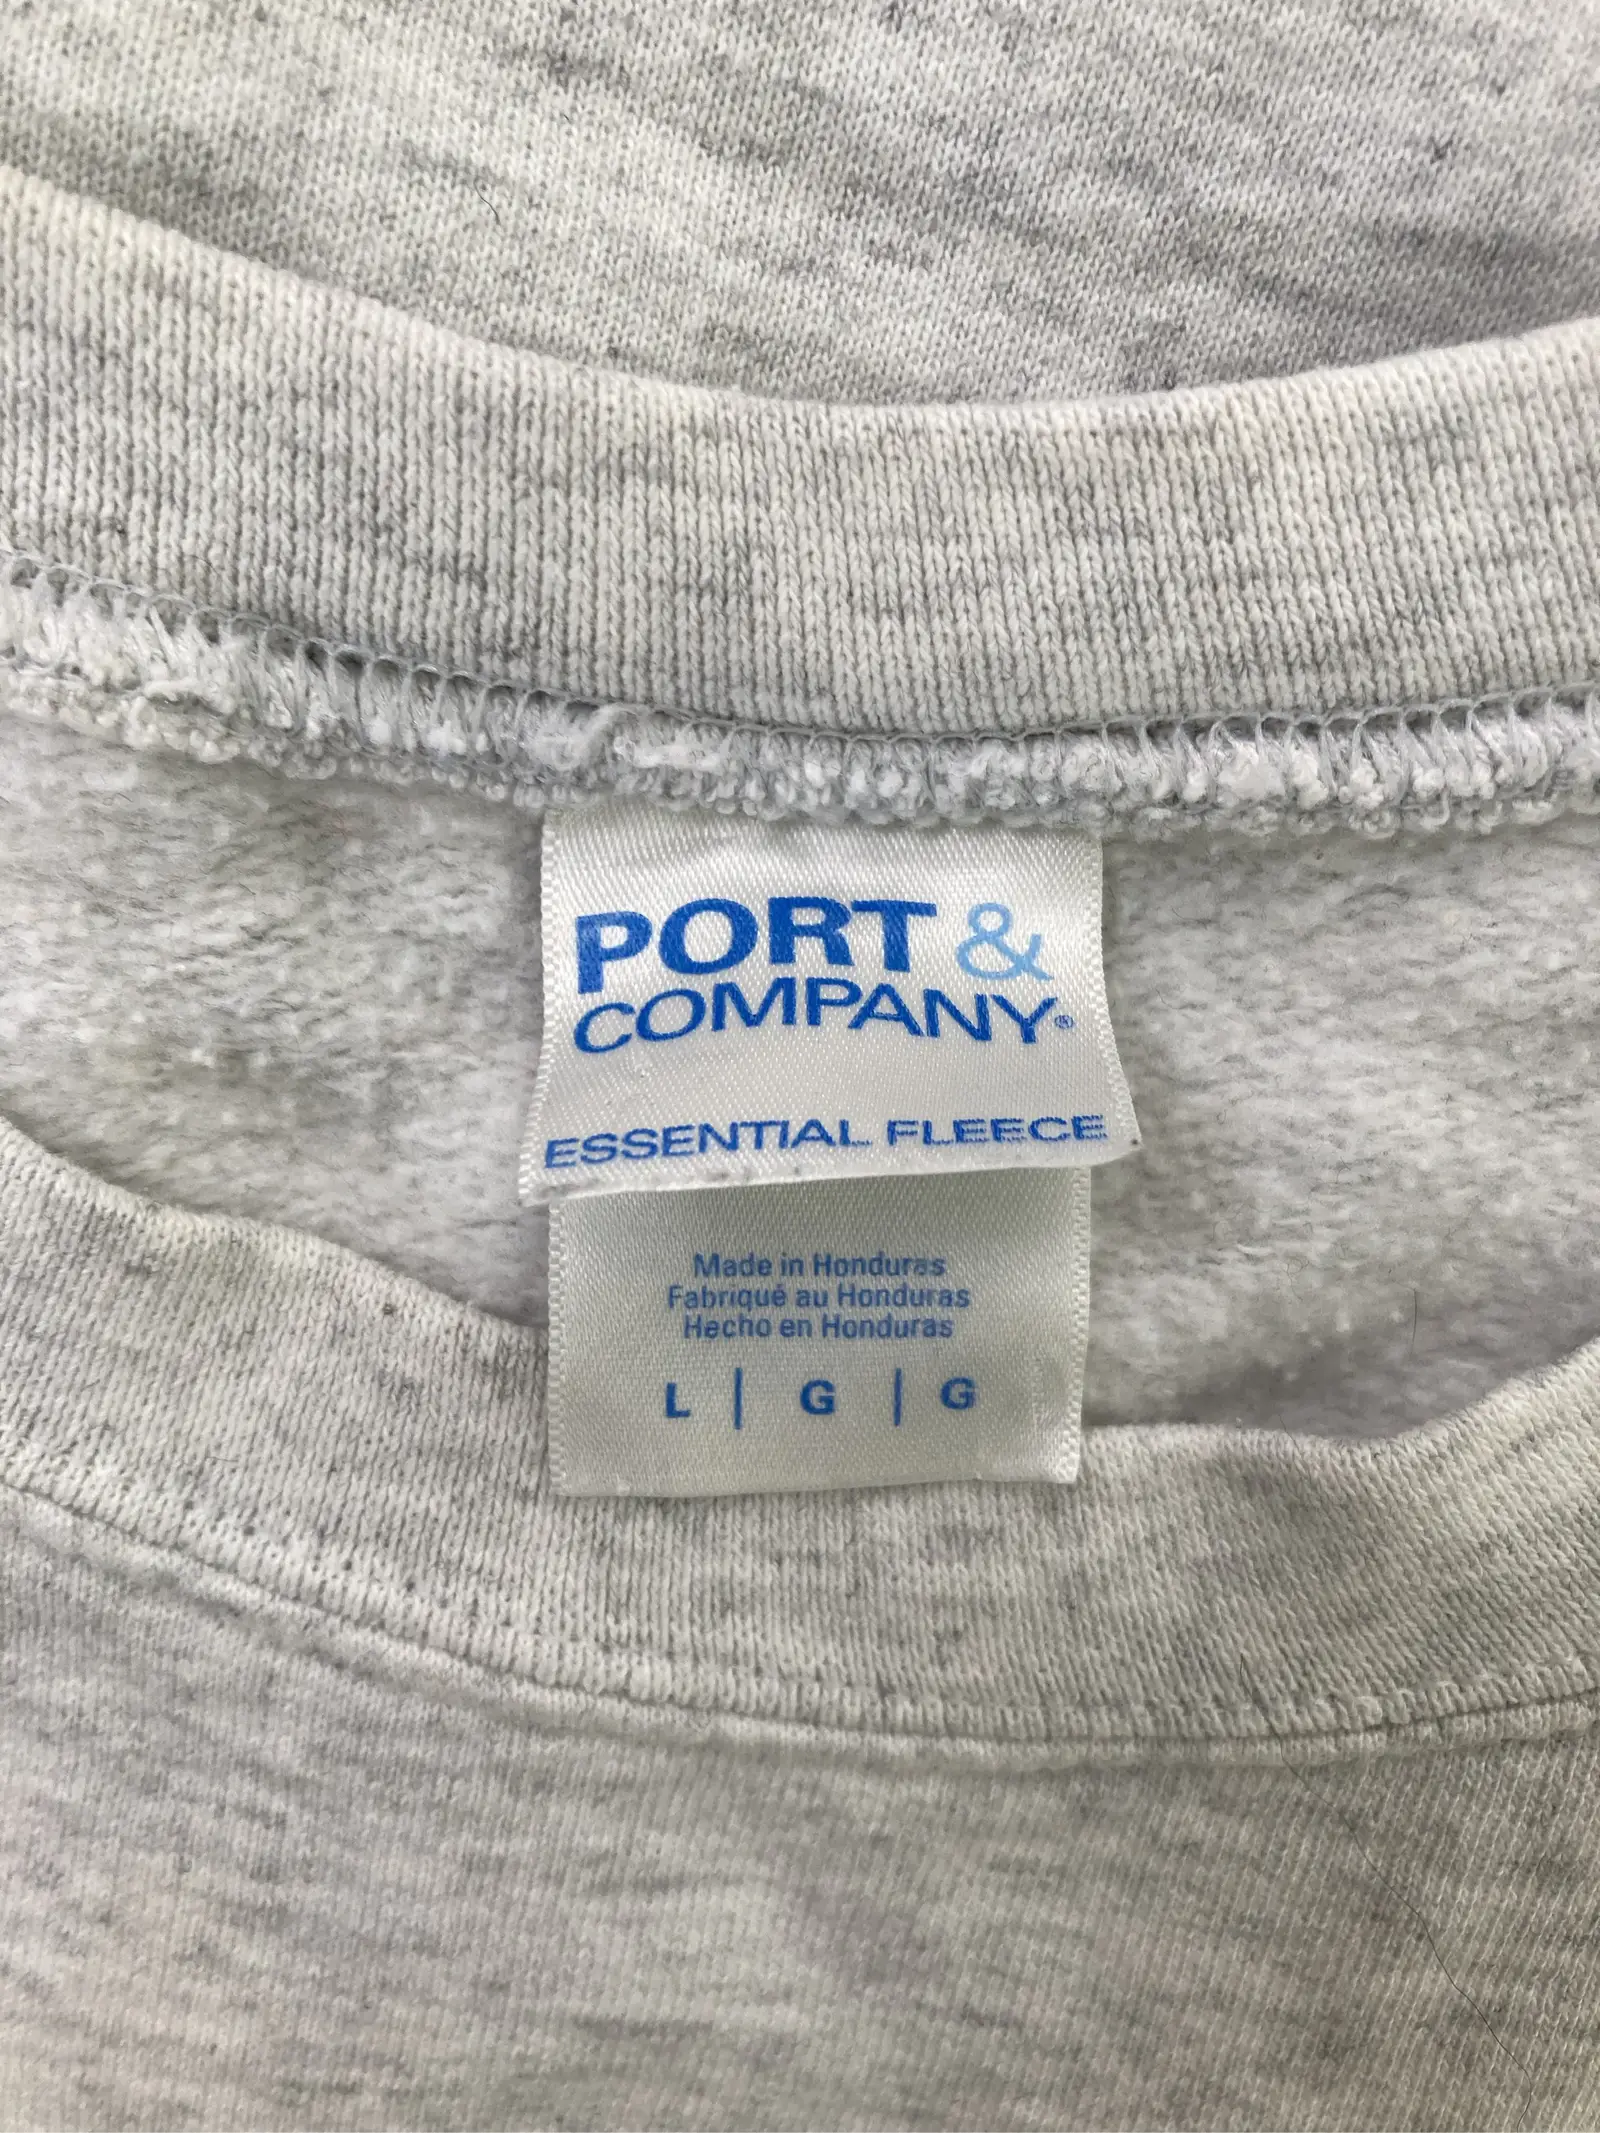 PORT &
COMPANY®
ESSENTIAL FLEECE
Made in Honduras
Fabriqué au Honduras
Hecho en Honduras
L | G | G